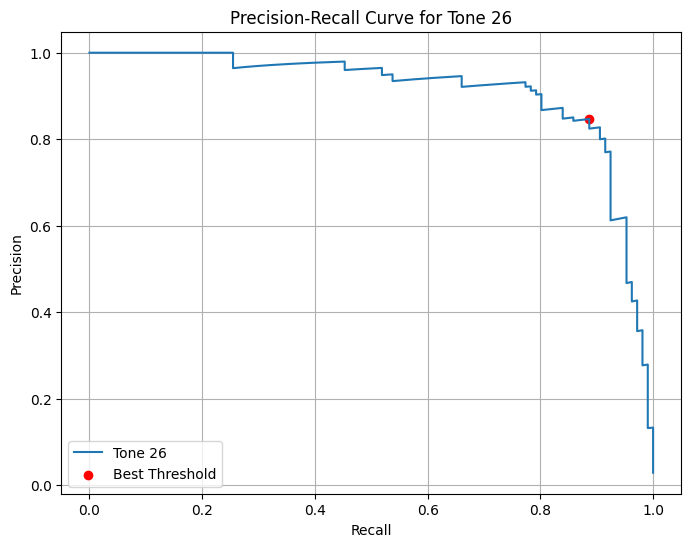 Precision-Recall Curve for Tone 26
1.0
0.8
0.6
0.4
0.2
0.0
Precision
Tone 26
Best Threshold
0.0 0.2 0.4 0.6 0.8 1.0
Recall